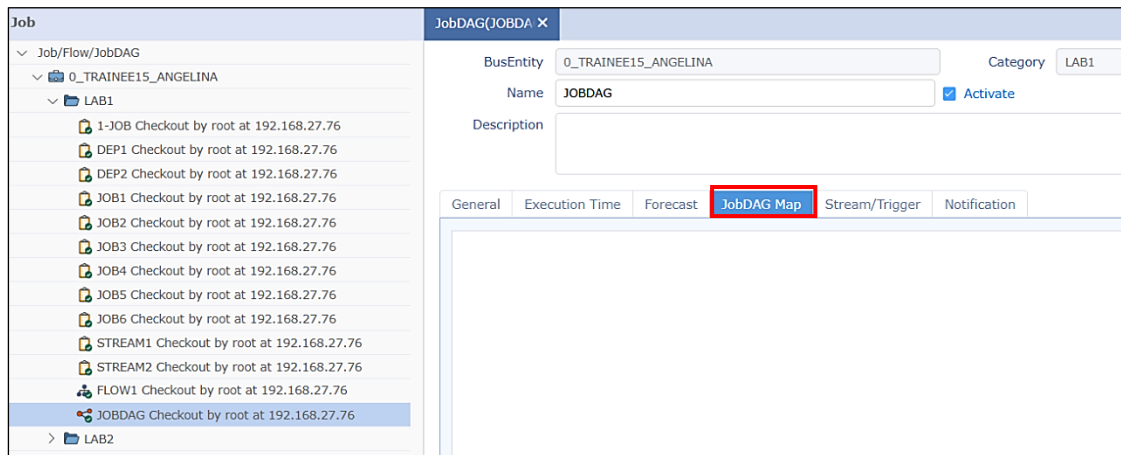 Job
Job/Flow/JobDAG
0_TRAINEE15_ANGELINA
LAB1
1-JOB Checkout by root at 192.168.27.76
DEP1 Checkout by root at 192.168.27.76
DEP2 Checkout by root at 192.168.27.76
JOB1 Checkout by root at 192.168.27.76
JOB2 Checkout by root at 192.168.27.76
JOB3 Checkout by root at 192.168.27.76
JOB4 Checkout by root at 192.168.27.76
JOB5 Checkout by root at 192.168.27.76
JOB6 Checkout by root at 192.168.27.76
STREAM1 Checkout by root at 192.168.27.76
STREAM2 Checkout by root at 192.168.27.76
FLOW1 Checkout by root at 192.168.27.76
JOBDAG Checkout by root at 192.168.27.76
LAB2
JobDAG(JOBDA
BusEntity 0_TRAINEE15_ANGELINA Category LAB1
Name JOBDAG Activate
Description
General Execution Time Forecast JobDAG Map Stream/Trigger Notification